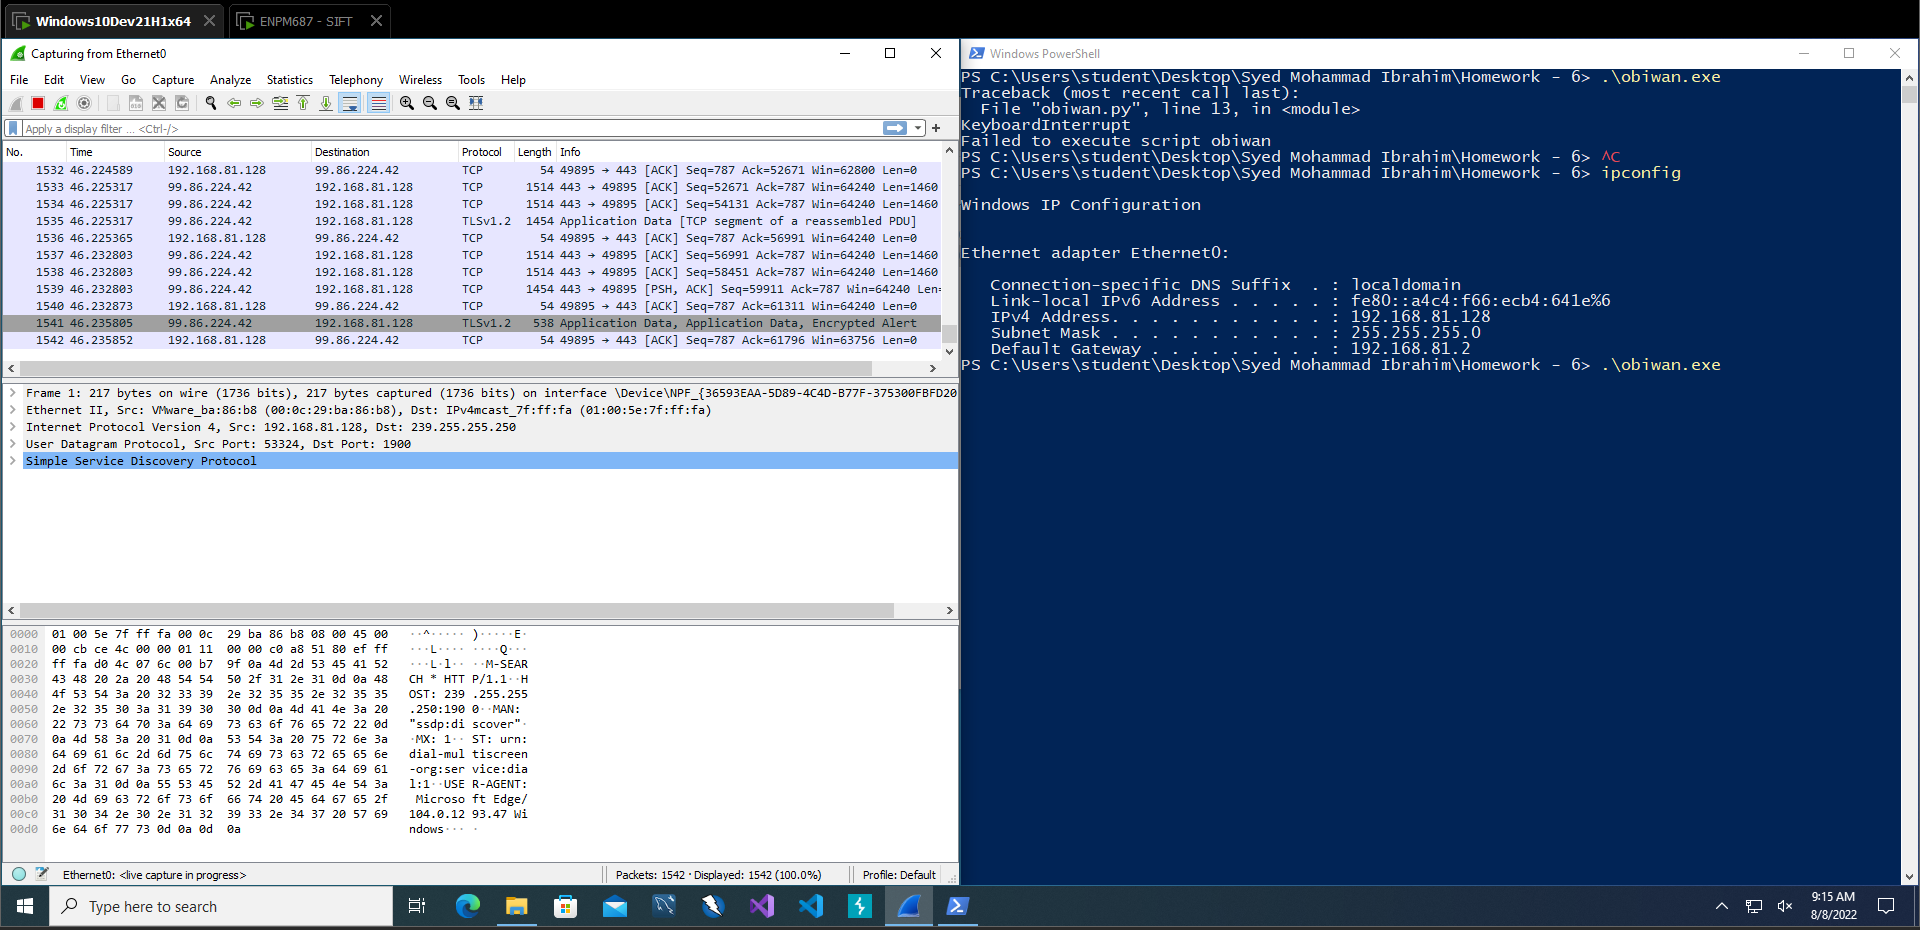 Windows10Dev21H1x64
ENPM687 - SIFT
Capturing from Ethernet0
File Edit View Go Capture Analyze Statistics Telephony Wireless Tools Help
Apply a display filter ... <Ctrl-/>
No. Time Source Destination Protocol Length Info
1532 46.224589 192.168.81.128 99.86.224.42 TCP 54 49895 → 443 [ACK] Seq=787 Ack=52671 Win=62800 Len=0
1533 46.225317 99.86.224.42 192.168.81.128 TCP 1514 443 → 49895 [ACK] Seq=52671 Ack=787 Win=64240 Len=1460
1534 46.225317 99.86.224.42 192.168.81.128 TCP 1514 443 → 49895 [ACK] Seq=54131 Ack=787 Win=64240 Len=1460
1535 46.225317 99.86.224.42 192.168.81.128 TLSv1.2 1454 Application Data [TCP segment of a reassembled PDU]
1536 46.225365 192.168.81.128 99.86.224.42 TCP 54 49895 → 443 [ACK] Seq=787 Ack=56991 Win=64240 Len=0
1537 46.232803 99.86.224.42 192.168.81.128 TCP 1514 443 → 49895 [ACK] Seq=56991 Ack=787 Win=64240 Len=1460
1538 46.232803 99.86.224.42 192.168.81.128 TCP 1514 443 → 49895 [ACK] Seq=58451 Ack=787 Win=64240 Len=1460
1539 46.232803 99.86.224.42 192.168.81.128 TCP 1454 443 → 49895 [PSH, ACK] Seq=59911 Ack=787 Win=64240 Len=
1540 46.232873 192.168.81.128 99.86.224.42 TCP 54 49895 → 443 [ACK] Seq=787 Ack=61311 Win=64240 Len=0
1541 46.235805 99.86.224.42 192.168.81.128 TLSv1.2 538 Application Data, Application Data, Encrypted Alert
1542 46.235852 192.168.81.128 99.86.224.42 TCP 54 49895 → 443 [ACK] Seq=787 Ack=61796 Win=63756 Len=0
Frame 1: 217 bytes on wire (1736 bits), 217 bytes captured (1736 bits) on interface \Device\NPF_{36593EAA-5D89-4C4D-B77F-375300FBFD20
Ethernet II, Src: VMware_ba:86:b8 (00:0c:29:ba:86:b8), Dst: IPv4mcast_7f:ff:fa (01:00:5e:7f:ff:fa)
Internet Protocol Version 4, Src: 192.168.81.128, Dst: 239.255.255.250
User Datagram Protocol, Src Port: 53324, Dst Port: 1900
Simple Service Discovery Protocol
0000 01 00 5e 7f ff fa 00 0c 29 ba 86 b8 08 00 45 00 ··^····· )·····E·
0010 00 cb ce 4c 00 00 01 11 00 00 c0 a8 51 80 ef ff ···L···· ····Q···
0020 ff fa d0 4c 07 6c 00 b7 9f 0a 4d 2d 53 45 41 52 ···L·l·· ··M-SEAR
0030 43 48 20 2a 20 48 54 54 50 2f 31 2e 31 0d 0a 48 CH * HTT P/1.1··H
0040 4f 53 54 3a 20 32 33 39 2e 32 35 35 2e 32 35 35 OST: 239 .255.255
0050 2e 32 35 30 3a 31 39 30 30 0d 0a 4d 41 4e 3a 20 .250:190 0··MAN:
0060 22 73 73 64 70 3a 64 69 73 63 6f 76 65 72 22 0d "ssdp:di scover"·
0070 0a 4d 58 3a 20 31 0d 0a 53 54 3a 20 75 72 6e 3a ·MX: 1·· ST: urn:
0080 64 69 61 6c 2d 6d 75 6c 74 69 73 63 72 65 65 6e dial-mul tiscreen
0090 2d 6f 72 67 3a 73 65 72 76 69 63 65 3a 64 69 61 -org:ser vice:dia
00a0 6c 3a 31 0d 0a 55 53 45 52 2d 41 47 45 4e 54 3a l:1··USE R-AGENT:
00b0 20 4d 69 63 72 6f 73 6f 66 74 20 45 64 67 65 2f Microso ft Edge/
00c0 31 30 34 2e 30 2e 31 32 39 33 2e 34 37 20 57 69 104.0.12 93.47 Wi
00d0 6e 64 6f 77 73 0d 0a 0d 0a ndows··· ·
Ethernet0: <live capture in progress>
Packets: 1542 · Displayed: 1542 (100.0%)
Profile: Default
Windows PowerShell
PS C:\Users\student\Desktop\Syed Mohammad Ibrahim\Homework - 6> .\obiwan.exe
Traceback (most recent call last):
File "obiwan.py", line 13, in <module>
KeyboardInterrupt
Failed to execute script obiwan
PS C:\Users\student\Desktop\Syed Mohammad Ibrahim\Homework - 6> ^C
PS C:\Users\student\Desktop\Syed Mohammad Ibrahim\Homework - 6> ipconfig
Windows IP Configuration
Ethernet adapter Ethernet0:
Connection-specific DNS Suffix . : localdomain
Link-local IPv6 Address . . . . . : fe80::a4c4:f66:ecb4:641e%6
IPv4 Address. . . . . . . . . . . : 192.168.81.128
Subnet Mask . . . . . . . . . . . : 255.255.255.0
Default Gateway . . . . . . . . . : 192.168.81.2
PS C:\Users\student\Desktop\Syed Mohammad Ibrahim\Homework - 6> .\obiwan.exe
Type here to search
9:15 AM
8/8/2022